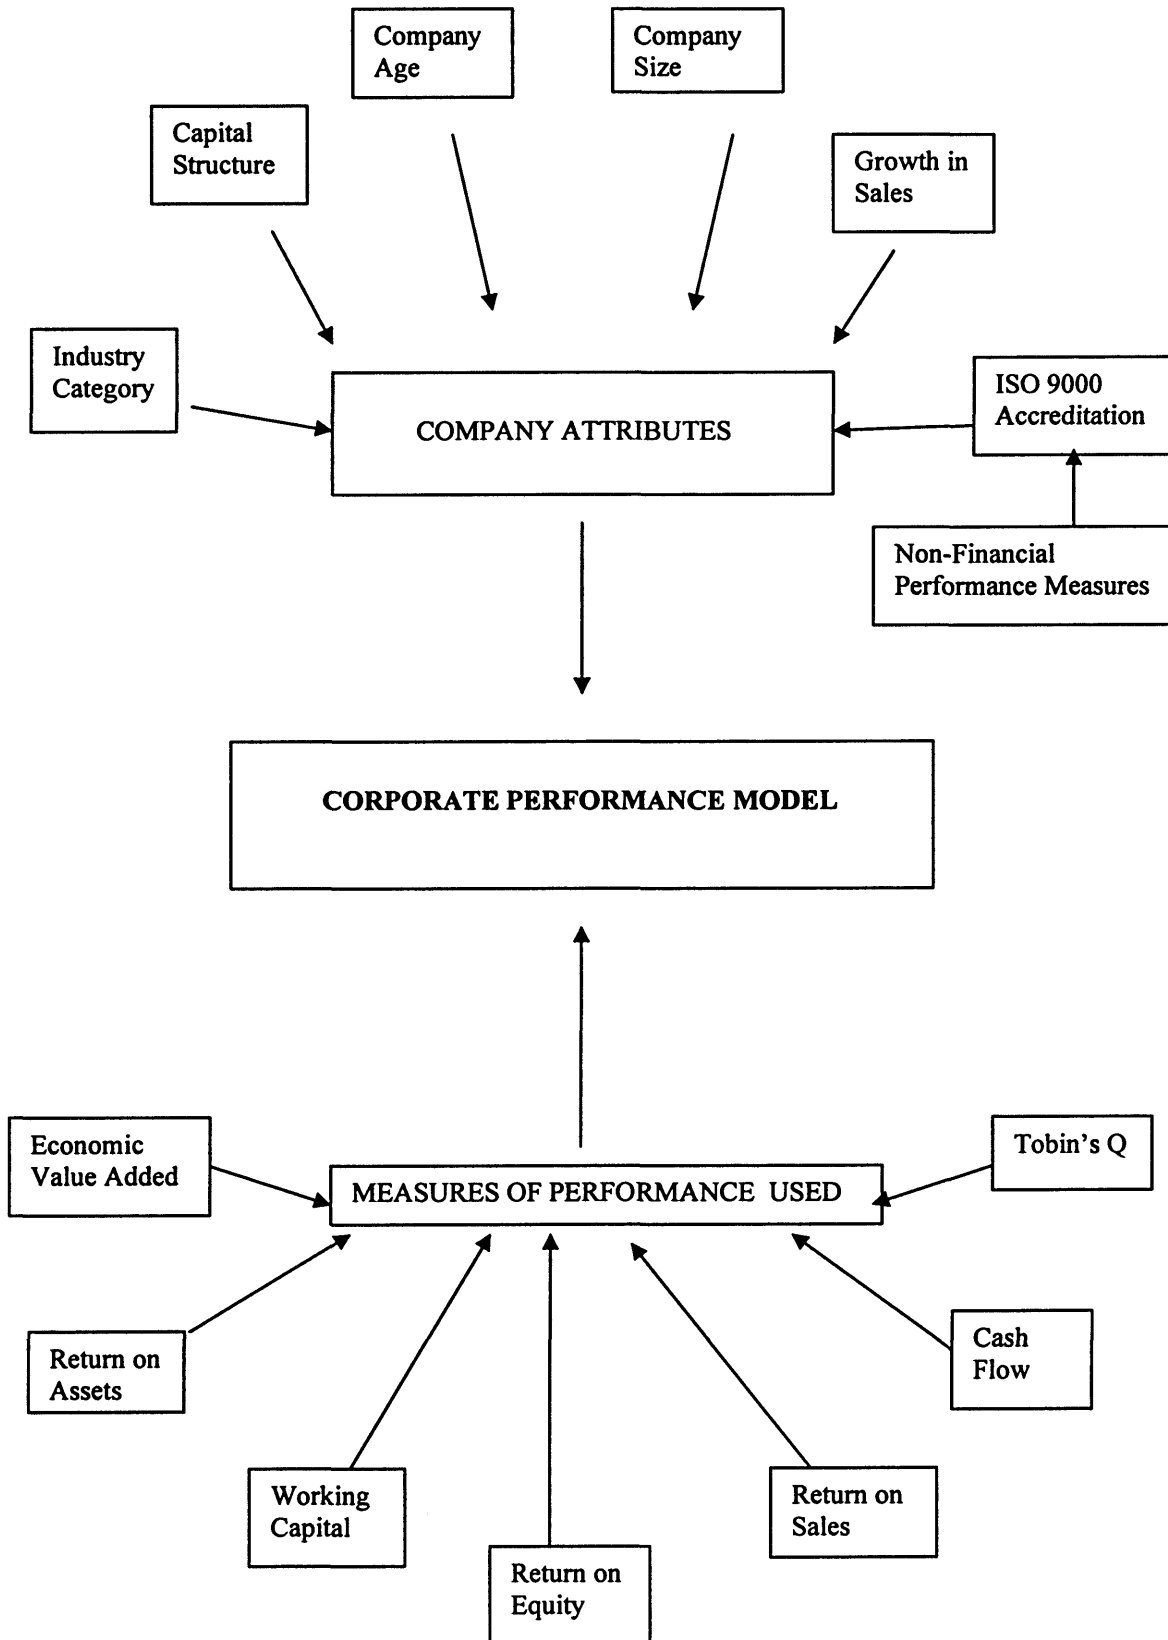 Company
Age
Company
Size
Capital
Structure
Growth in
Sales
Industry
Category
COMPANY ATTRIBUTES
ISO 9000
Accreditation
Non-Financial
Performance Measures
CORPORATE PERFORMANCE MODEL
Economic
Value Added
MEASURES OF PERFORMANCE USED
Tobin's Q
Return on
Assets
Cash
Flow
Working
Capital
Return on
Sales
Return on
Equity